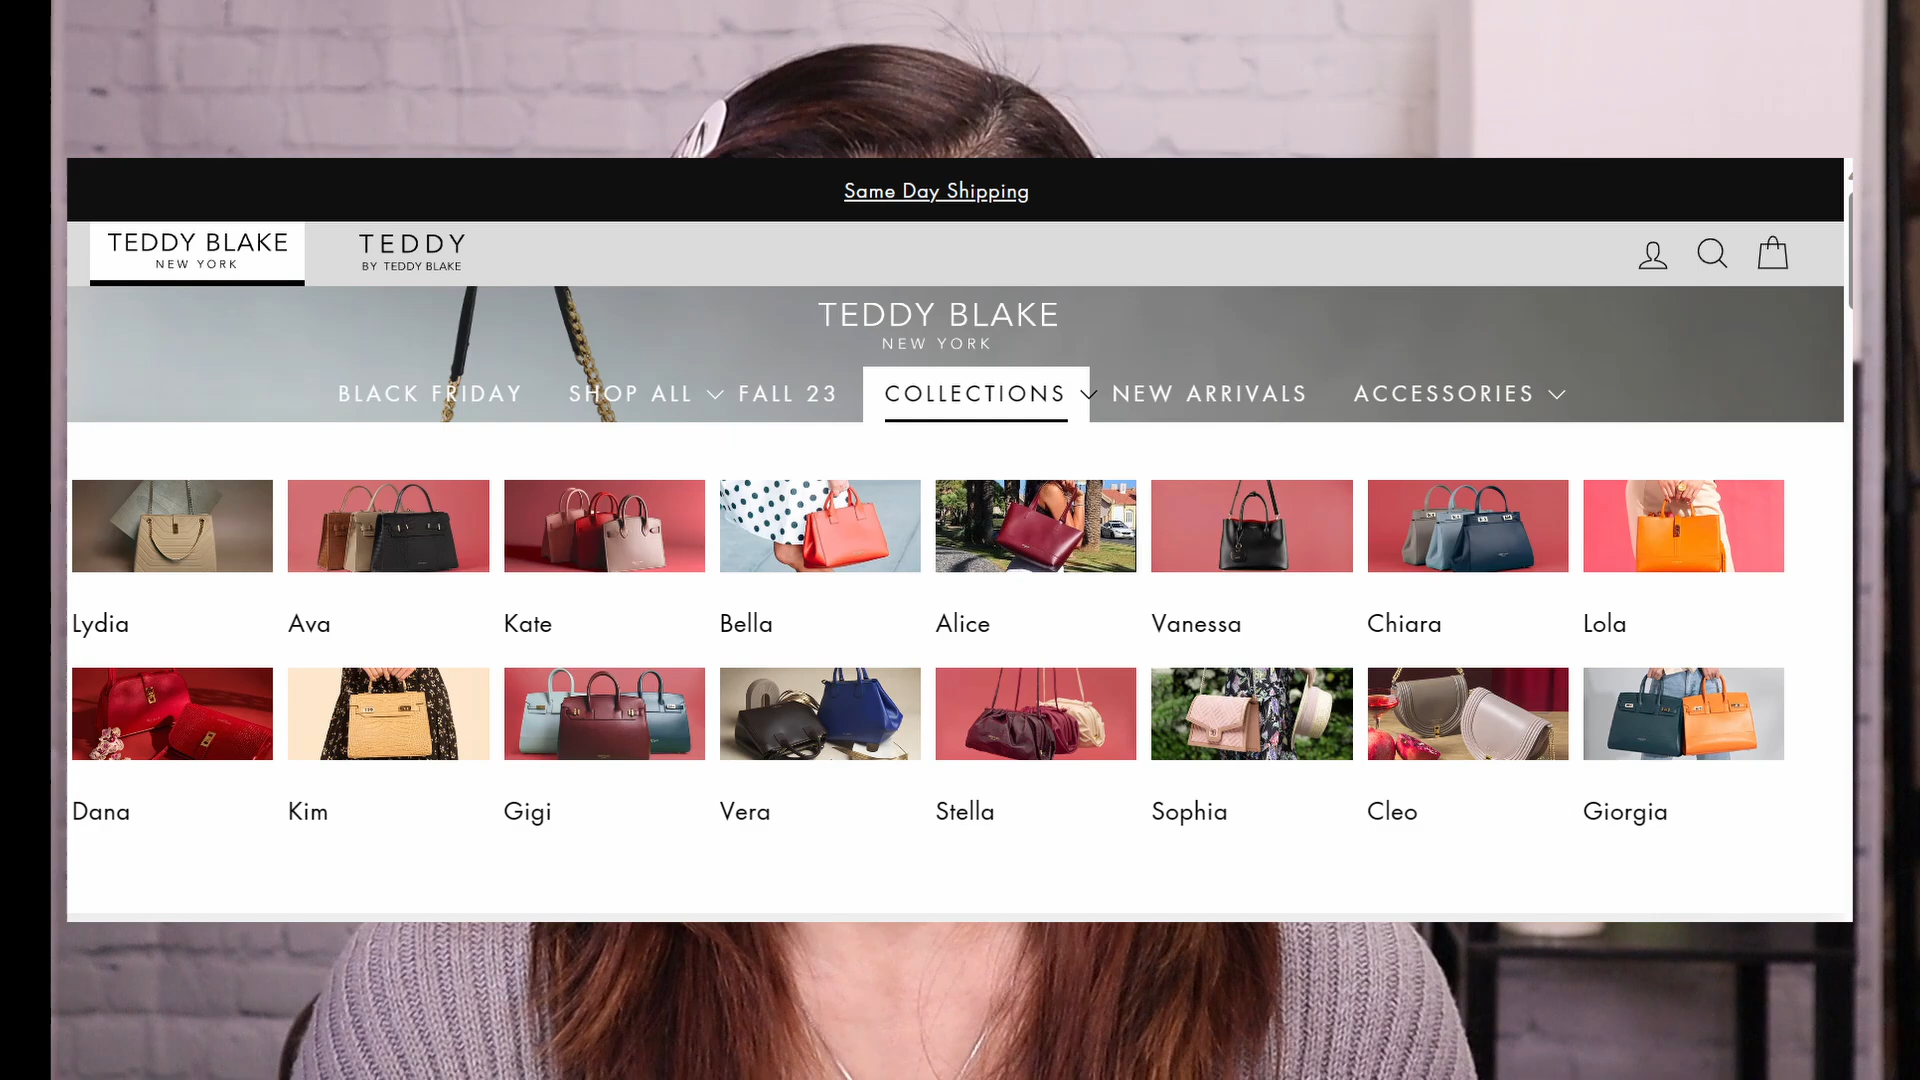 Same Day Shipping
TEDDY BLAKE
NEW YORK
TEDDY
BY TEDDY BLAKE
TEDDY BLAKE
NEW YORK
BLACK FRIDAY SHOP ALL FALL 23 COLLECTIONS NEW ARRIVALS ACCESSORIES
Lydia Ava Kate Bella Alice Vanessa Chiara Lola
Dana Kim Gigi Vera Stella Sophia Cleo Giorgia